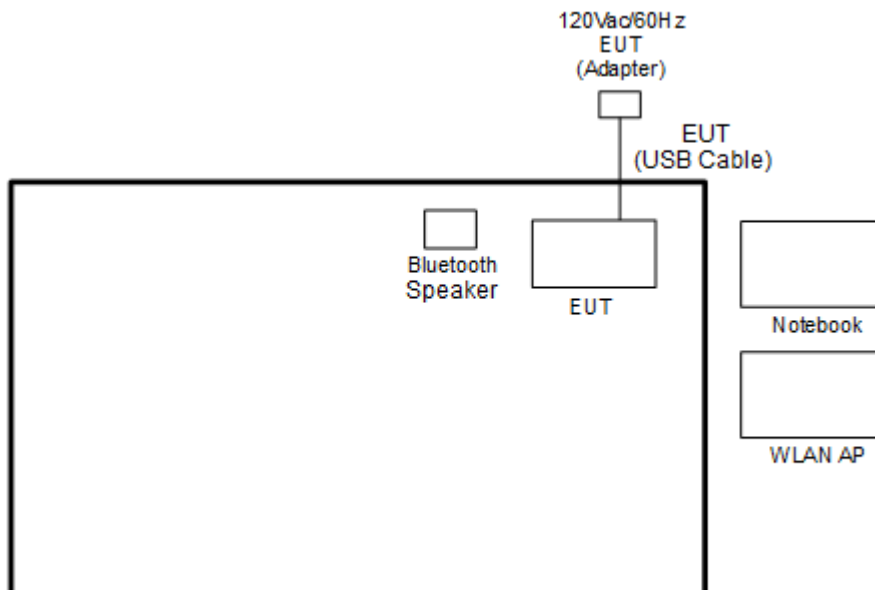 120Vac/60Hz
EUT
(Adapter)
EUT
(USB Cable)
Bluetooth
Speaker
EUT
Notebook
WLAN AP